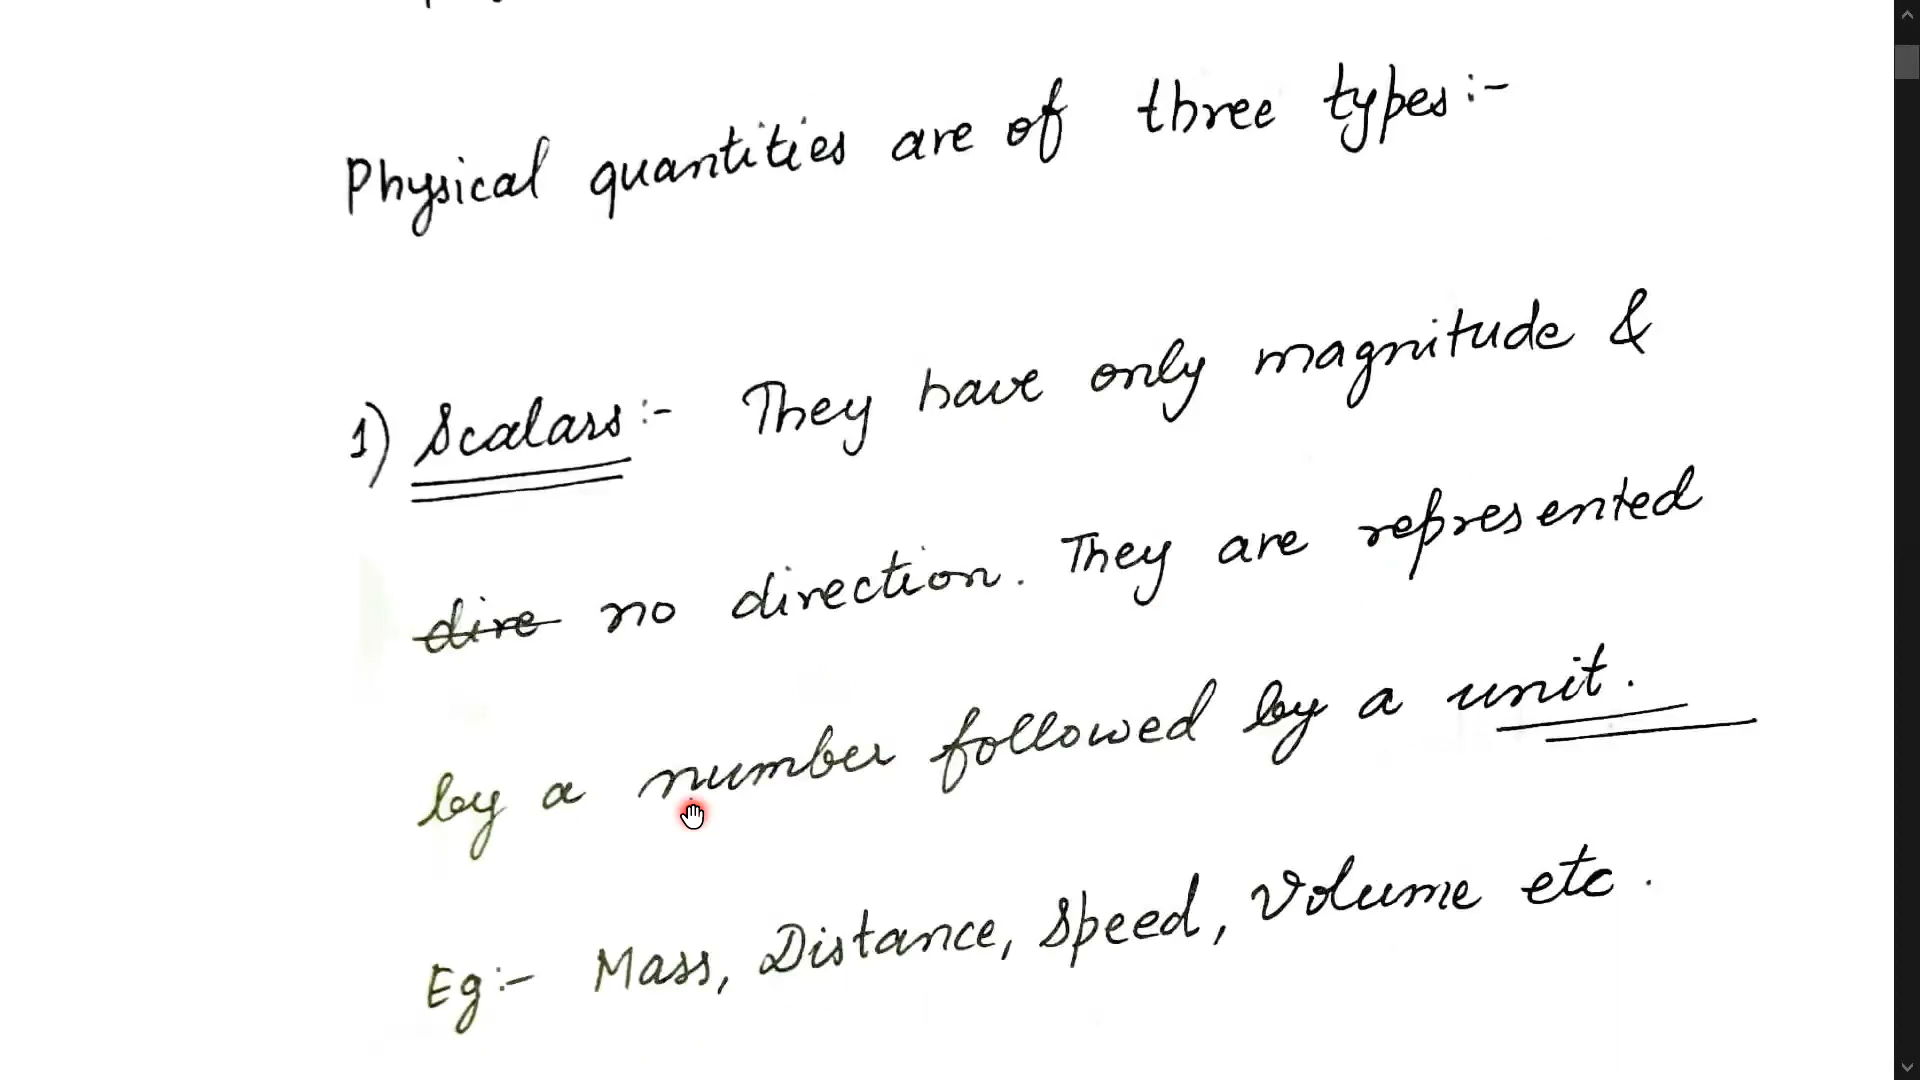 Physical quantities are of three types:-
1) Scalars:- They have only magnitude &
dire no direction. They are represented
by a number followed by a unit.
Eg:- Mass, Distance, Speed, Volume etc.